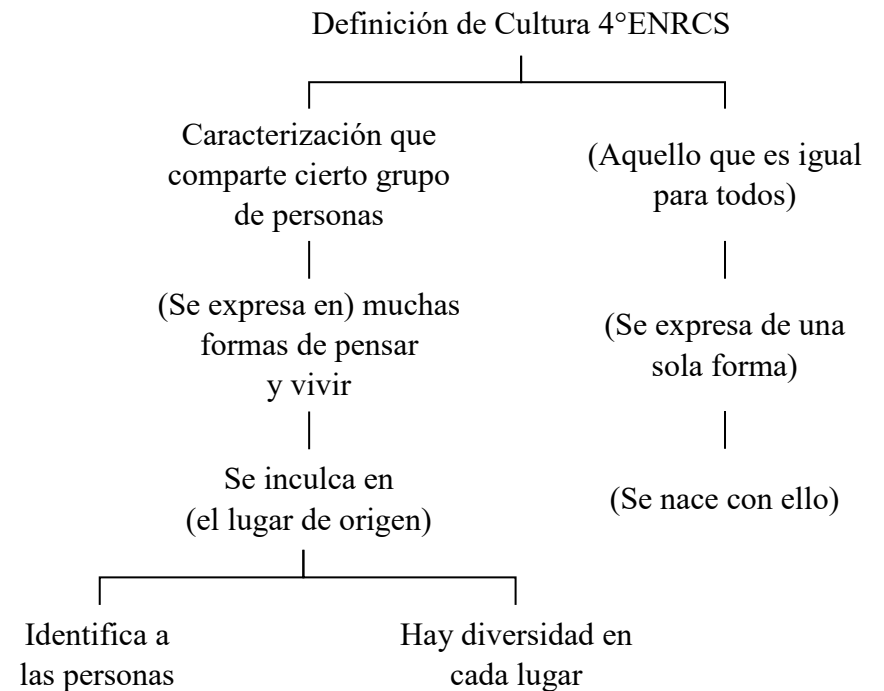 Definición de Cultura 4°ENRCS
Caracterización que
comparte cierto grupo
de personas
(Aquello que es igual
para todos)
(Se expresa en) muchas
formas de pensar
y vivir
(Se expresa de una
sola forma)
Se inculca en
(el lugar de origen)
(Se nace con ello)
Identifica a
las personas
Hay diversidad en
cada lugar